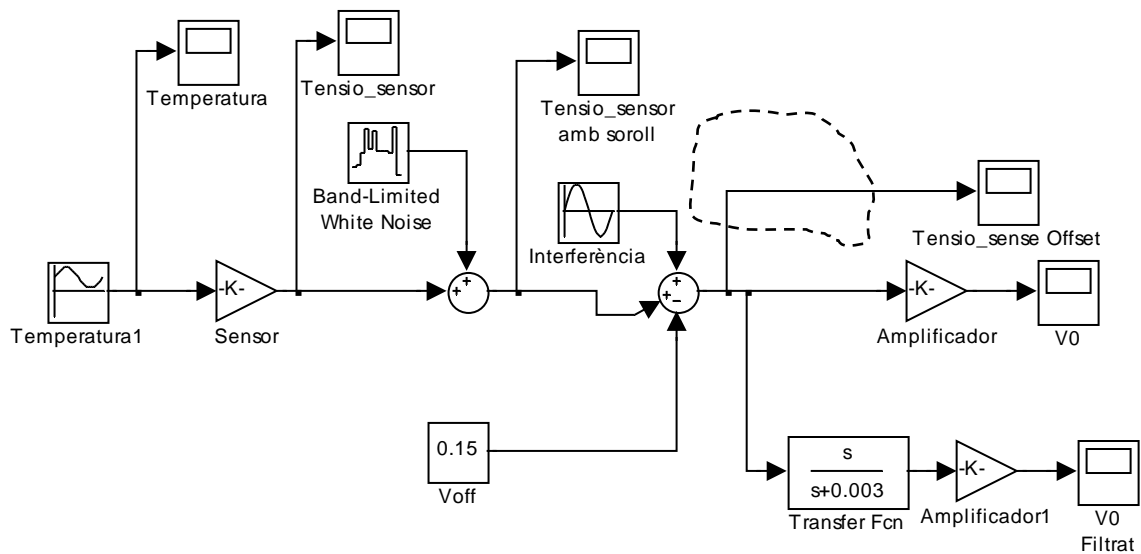 Temperatura
Tensio_sensor
Tensio_sensor
amb soroll
Band-Limited
White Noise
Interferència
Tensio_sense Offset
+
+
+
+
−
-K-
-K-
Temperatura1
Sensor
Amplificador
V0
0.15
Voff
s
s+0.003
Transfer Fcn
-K-
Amplificador1
V0
Filtrat